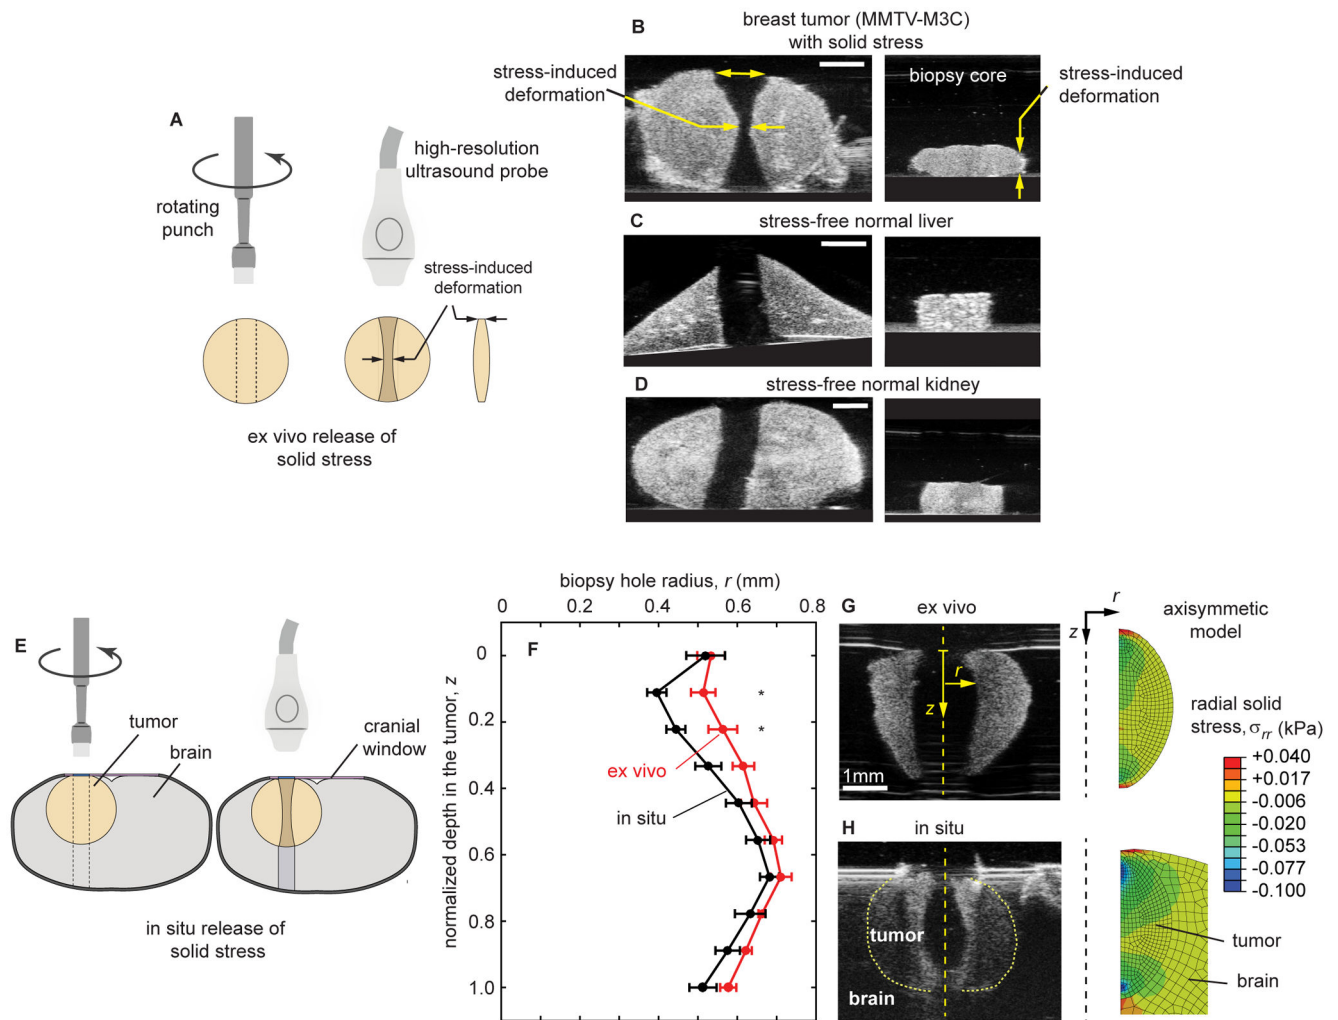 A
rotating
punch
high-resolution
ultrasound probe
stress-induced
deformation
ex vivo release of
solid stress
B
breast tumor (MMTV-M3C)
with solid stress
stress-induced
deformation
biopsy core
stress-induced
deformation
C
stress-free normal liver
D
stress-free normal kidney
E
tumor
brain
cranial
window
in situ release of
solid stress
biopsy hole radius, r (mm)
0 0.2 0.4 0.6 0.8
F
normalized depth in the tumor, z
0
0.2
0.4
0.6
0.8
1.0
*
*
ex vivo
in situ
G
ex vivo
r
z
1mm
H
in situ
tumor
brain
r
z
axisymmetic
model
radial solid
stress, σrr (kPa)
+0.040
+0.017
-0.006
-0.020
-0.053
-0.077
-0.100
tumor
brain